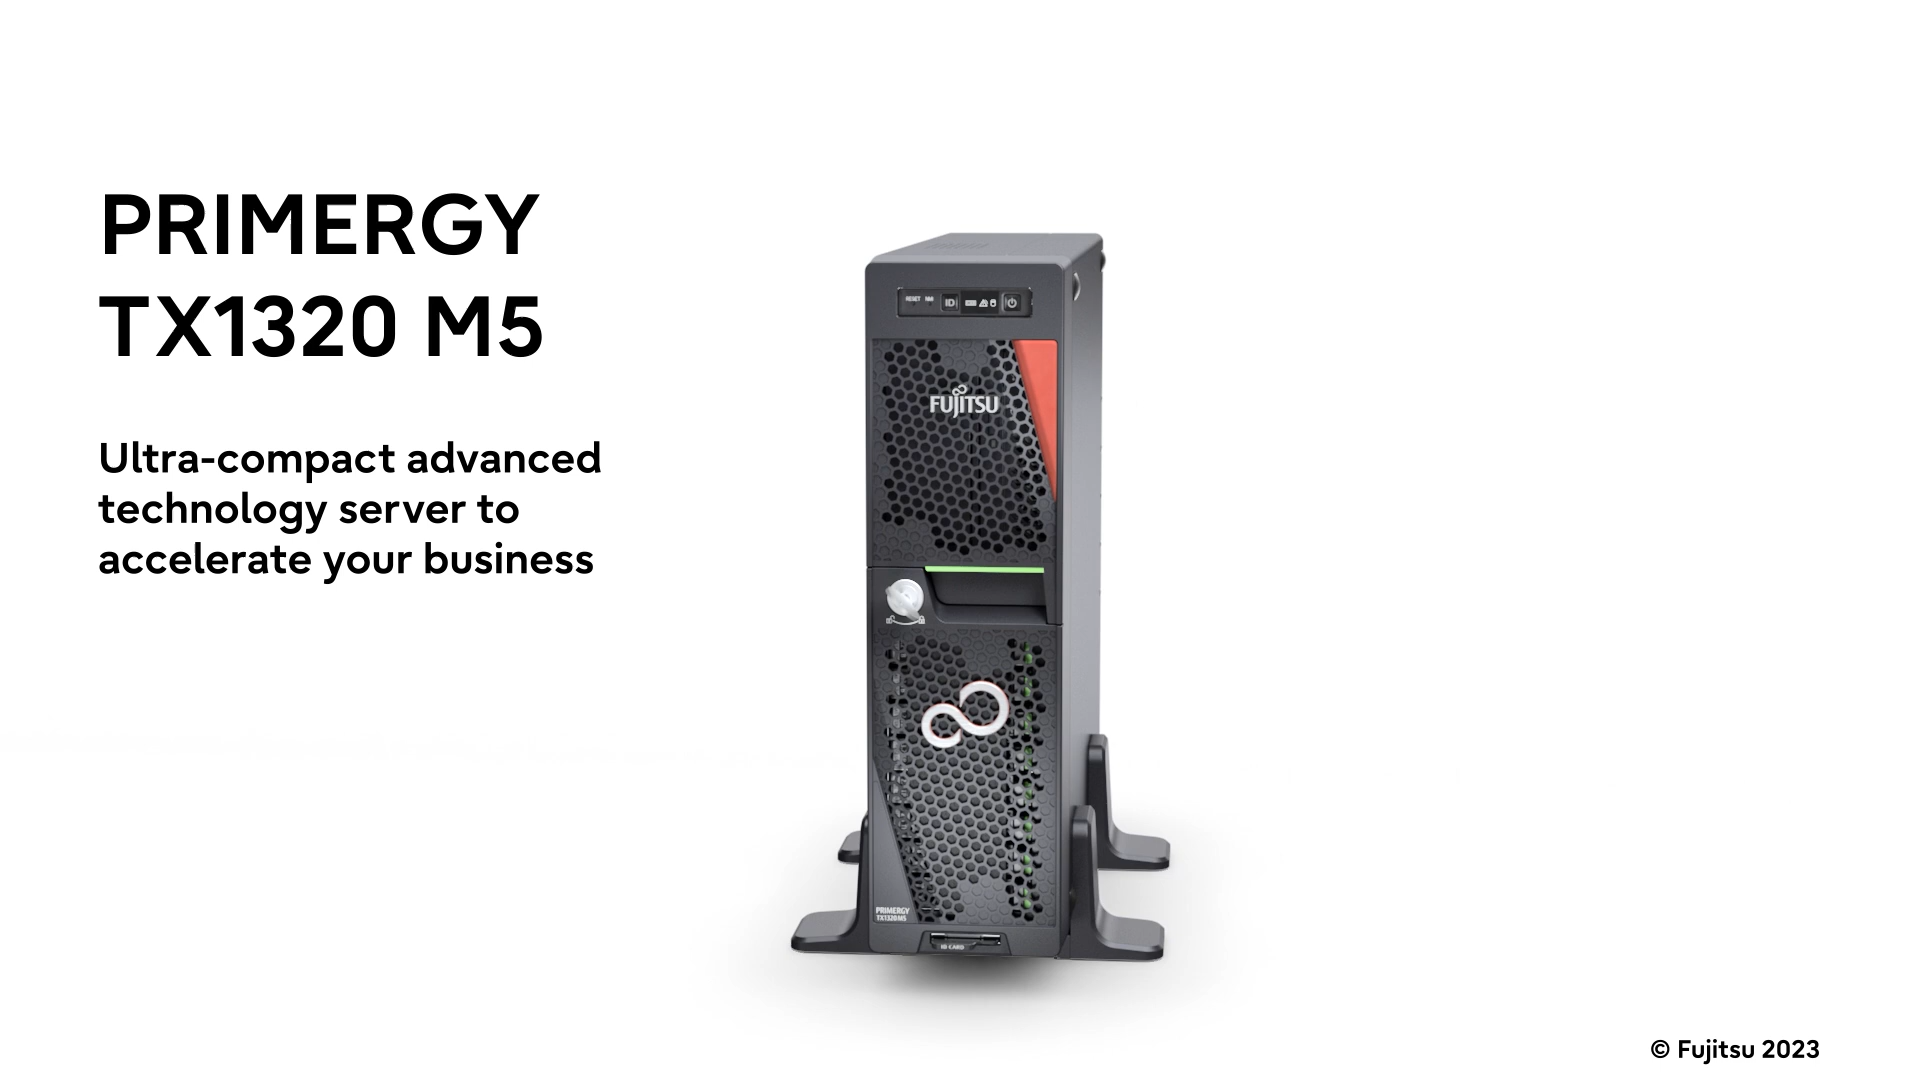 PRIMERGY
TX1320 M5
Ultra-compact advanced
technology server to
accelerate your business
RESET NMI ID
FUJITSU
PRIMERGY
TX1320 M5
ID CARD
© Fujitsu 2023